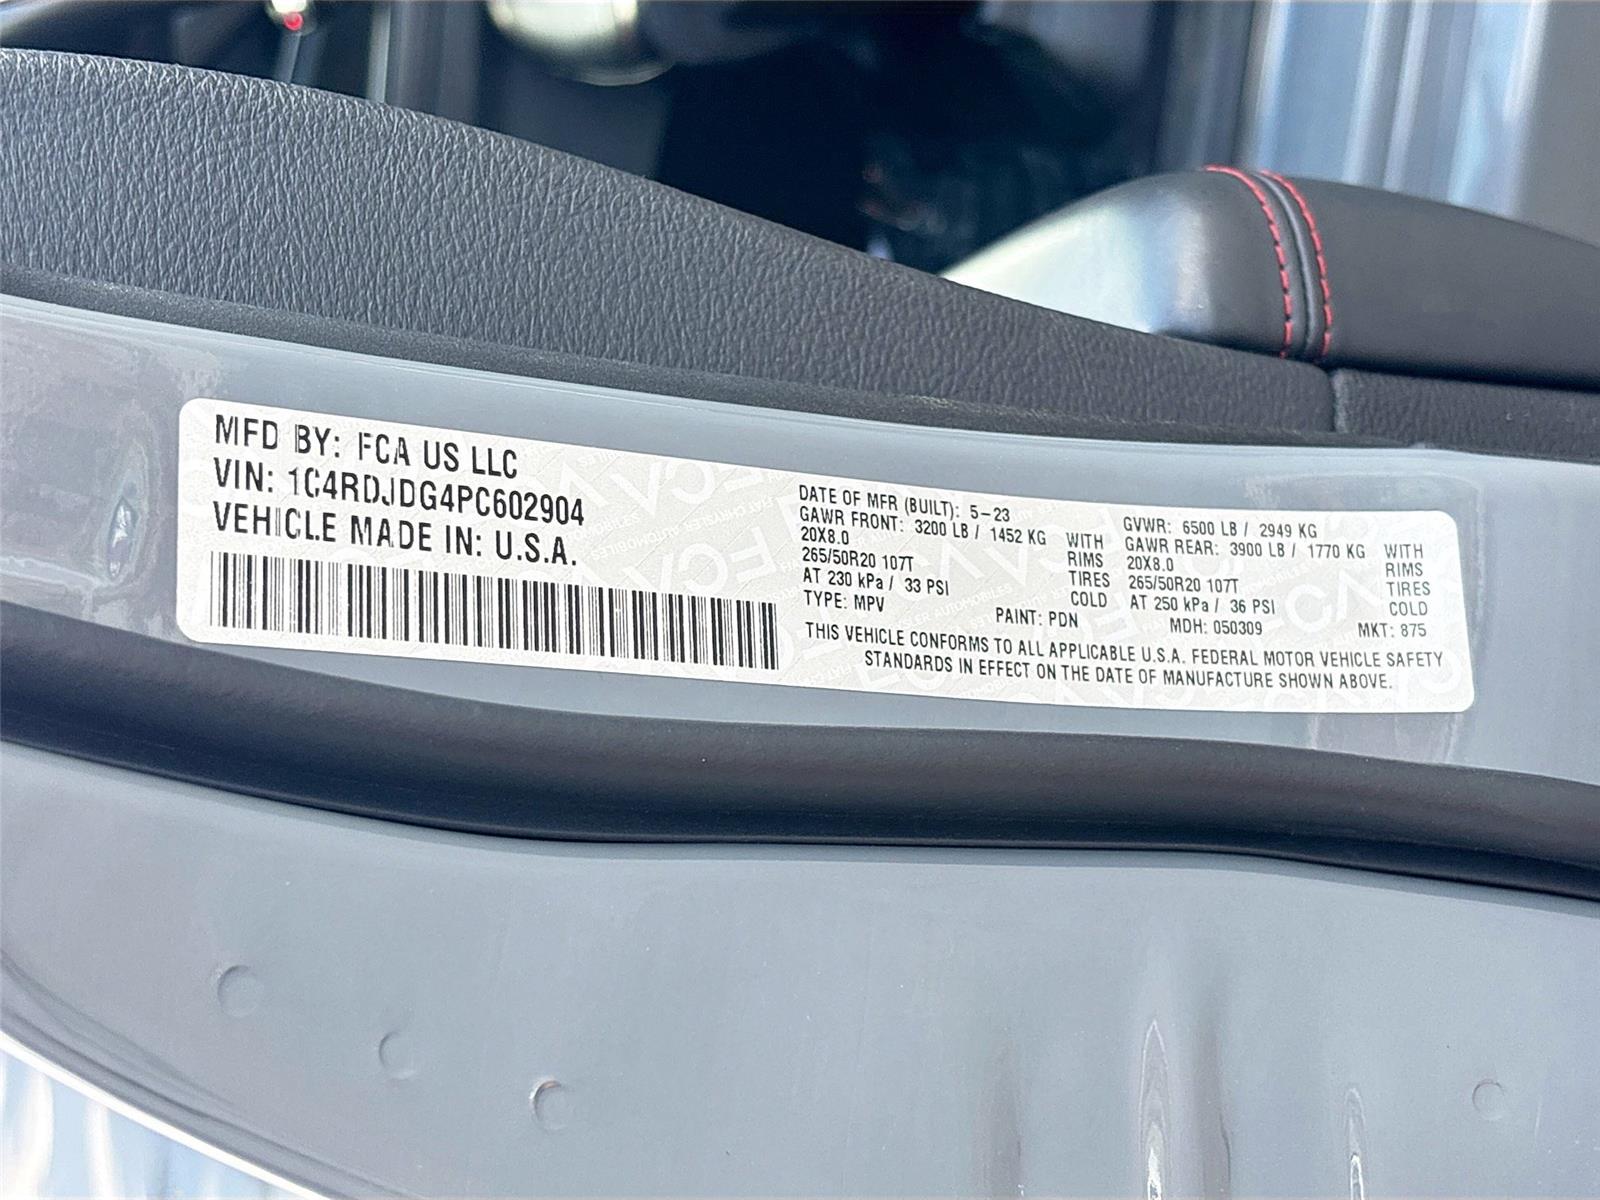 MFD BY: FCA US LLC
VIN: 1C4RDJDG4PC602904
VEHICLE MADE IN: U.S.A.
DATE OF MFR (BUILT): 5-23
GAWR FRONT: 3200 LB / 1452 KG WITH
20X8.0 RIMS
265/50R20 107T TIRES
AT 230 kPa / 33 PSI COLD
TYPE: MPV
GVWR: 6500 LB / 2949 KG
GAWR REAR: 3900 LB / 1770 KG WITH
20X8.0 RIMS
265/50R20 107T TIRES
AT 250 kPa / 36 PSI COLD
PAINT: PDN MDH: 050309 MKT: 875
THIS VEHICLE CONFORMS TO ALL APPLICABLE U.S.A. FEDERAL MOTOR VEHICLE SAFETY
STANDARDS IN EFFECT ON THE DATE OF MANUFACTURE SHOWN ABOVE.